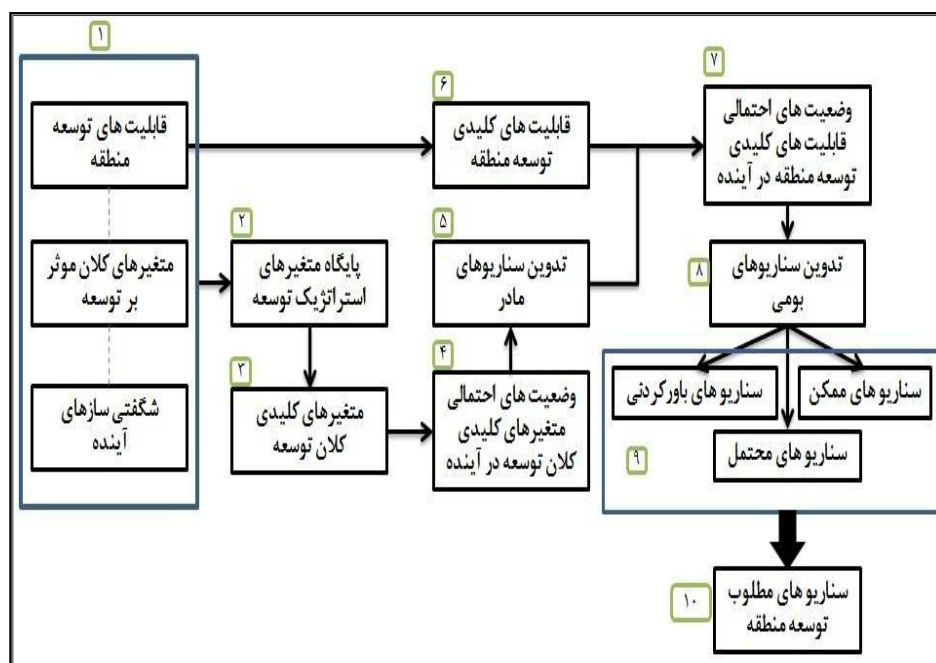 ۱
قابلیت های توسعه
منطقه
متغیرهای کلان موثر
بر توسعه
شگفتی سازهای
آینده
۲
پایگاه متغیرهای
استراتژیک توسعه
۳
متغیرهای کلیدی
کلان توسعه
۴
وضعیت های احتمالی
متغیرهای کلیدی
کلان توسعه در آینده
۵
تدوین سناریوهای
مادر
۶
قابلیت های کلیدی
توسعه منطقه
۷
وضعیت های احتمالی
قابلیت های کلیدی
توسعه منطقه در آینده
۸
تدوین سناریوهای
بومی
۹
سناریو های ممکن
سناریو های باورکردنی
سناریو های محتمل
۱۰
سناریو های مطلوب
توسعه منطقه